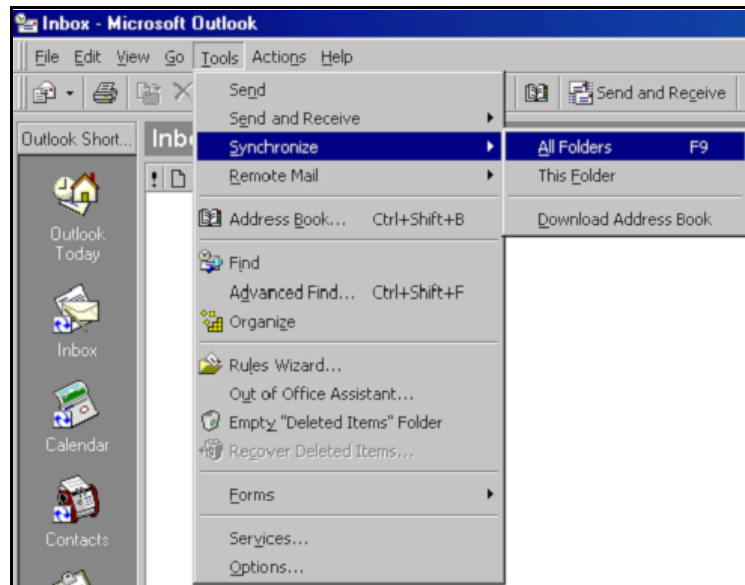 Inbox - Microsoft Outlook
File Edit View Go Tools Actions Help
Send and Receive
Outlook Short...
Outlook
Today
Inbox
Calendar
Contacts
Send
Send and Receive
Synchronize
Remote Mail
Address Book... Ctrl+Shift+B
Find
Advanced Find... Ctrl+Shift+F
Organize
Rules Wizard...
Out of Office Assistant...
Empty "Deleted Items" Folder
Recover Deleted Items...
Forms
Services...
Options...
All Folders F9
This Folder
Download Address Book